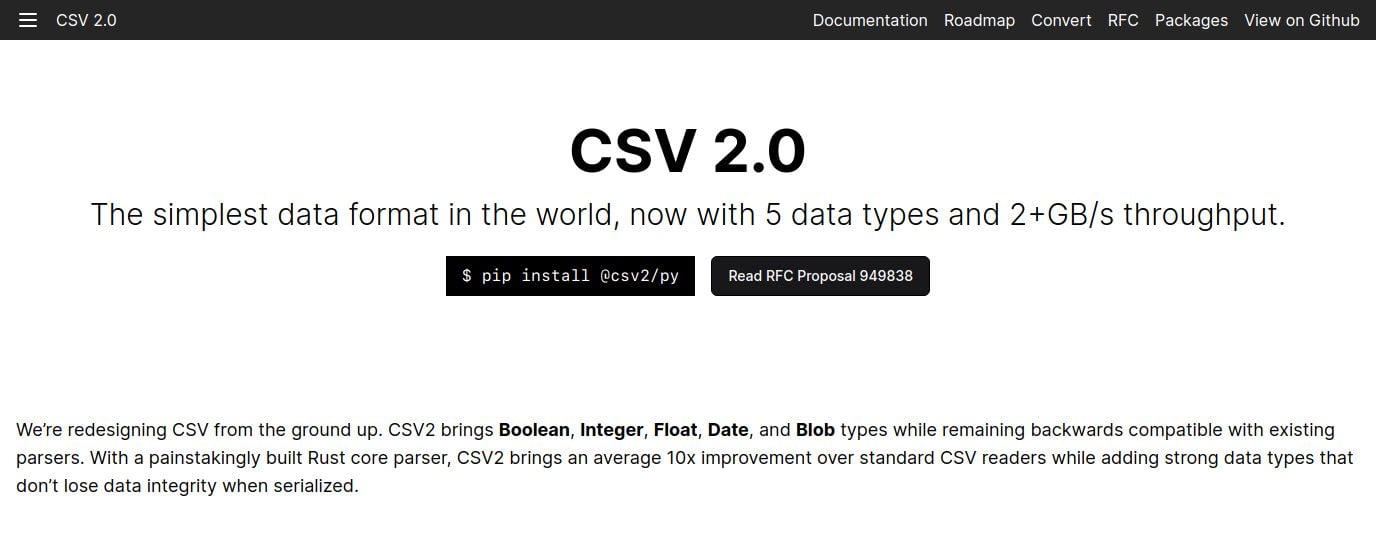 CSV 2.0 Documentation Roadmap Convert RFC Packages View on Github
CSV 2.0
The simplest data format in the world, now with 5 data types and 2+GB/s throughput.
$ pip install @csv2/py Read RFC Proposal 949838
We’re redesigning CSV from the ground up. CSV2 brings Boolean, Integer, Float, Date, and Blob types while remaining backwards compatible with existing
parsers. With a painstakingly built Rust core parser, CSV2 brings an average 10x improvement over standard CSV readers while adding strong data types that
don’t lose data integrity when serialized.